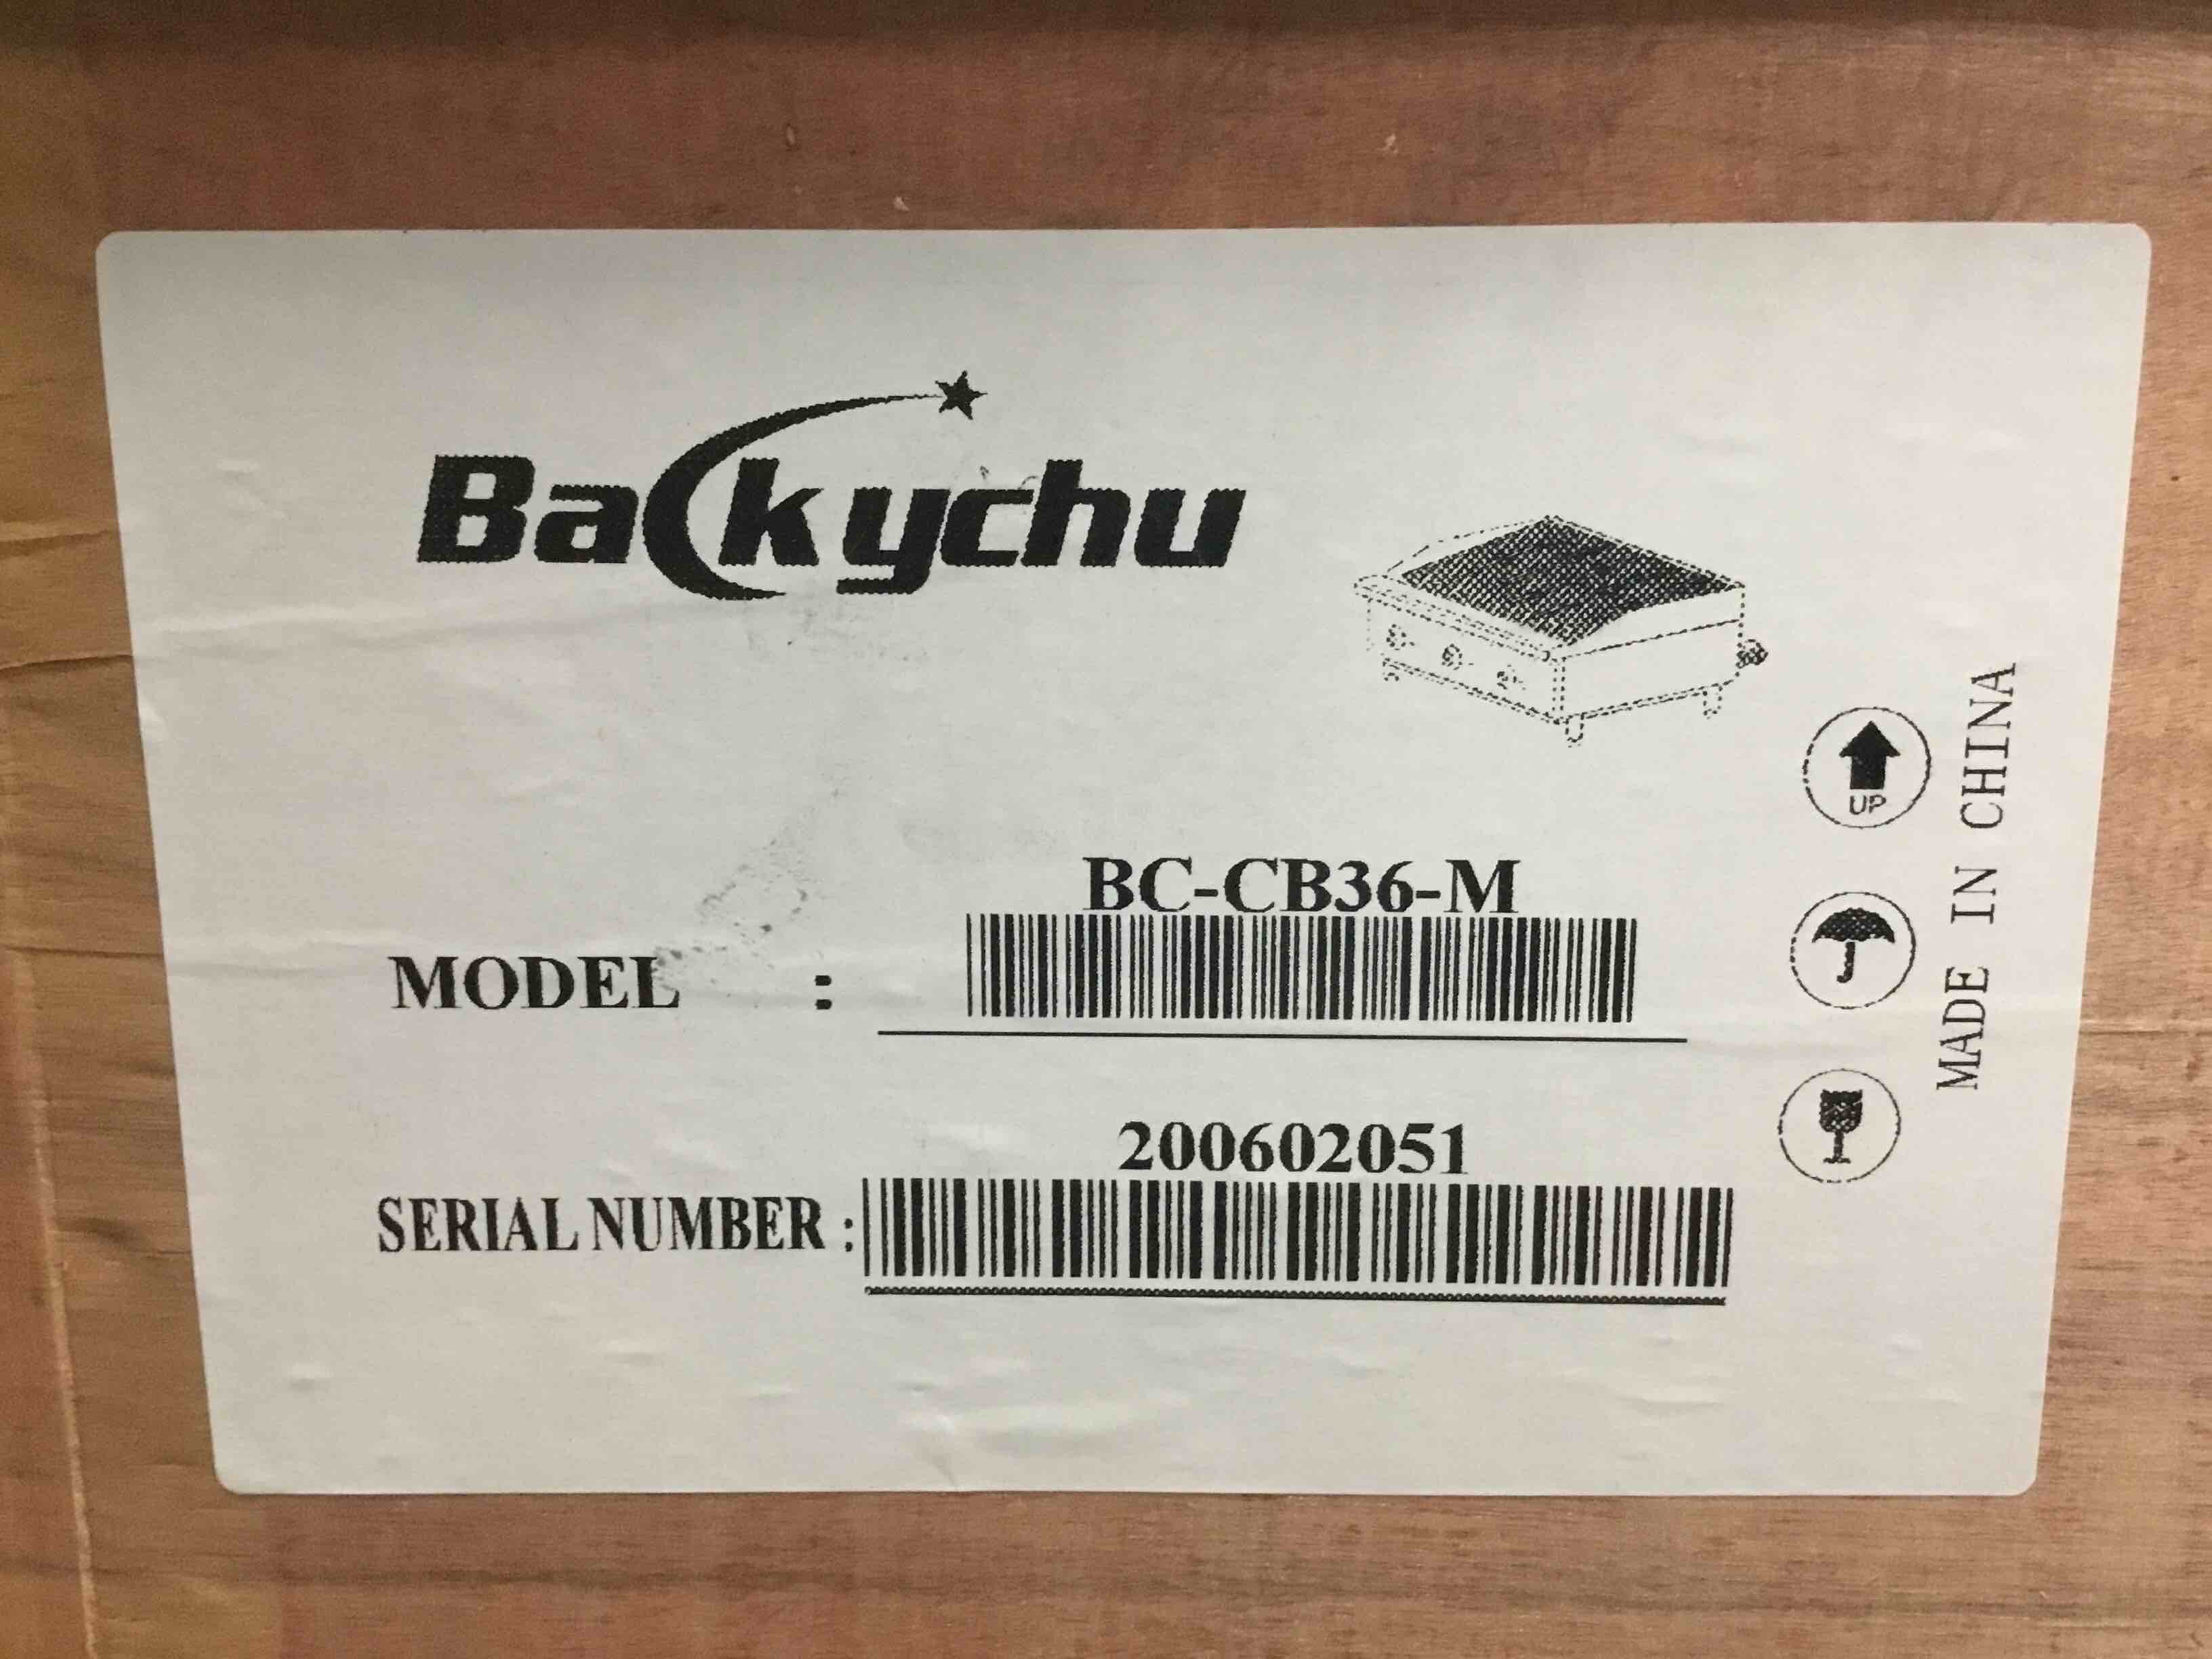 Backychu
UP
MADE IN CHINA
BC-CB36-M
MODEL :
200602051
SERIAL NUMBER :